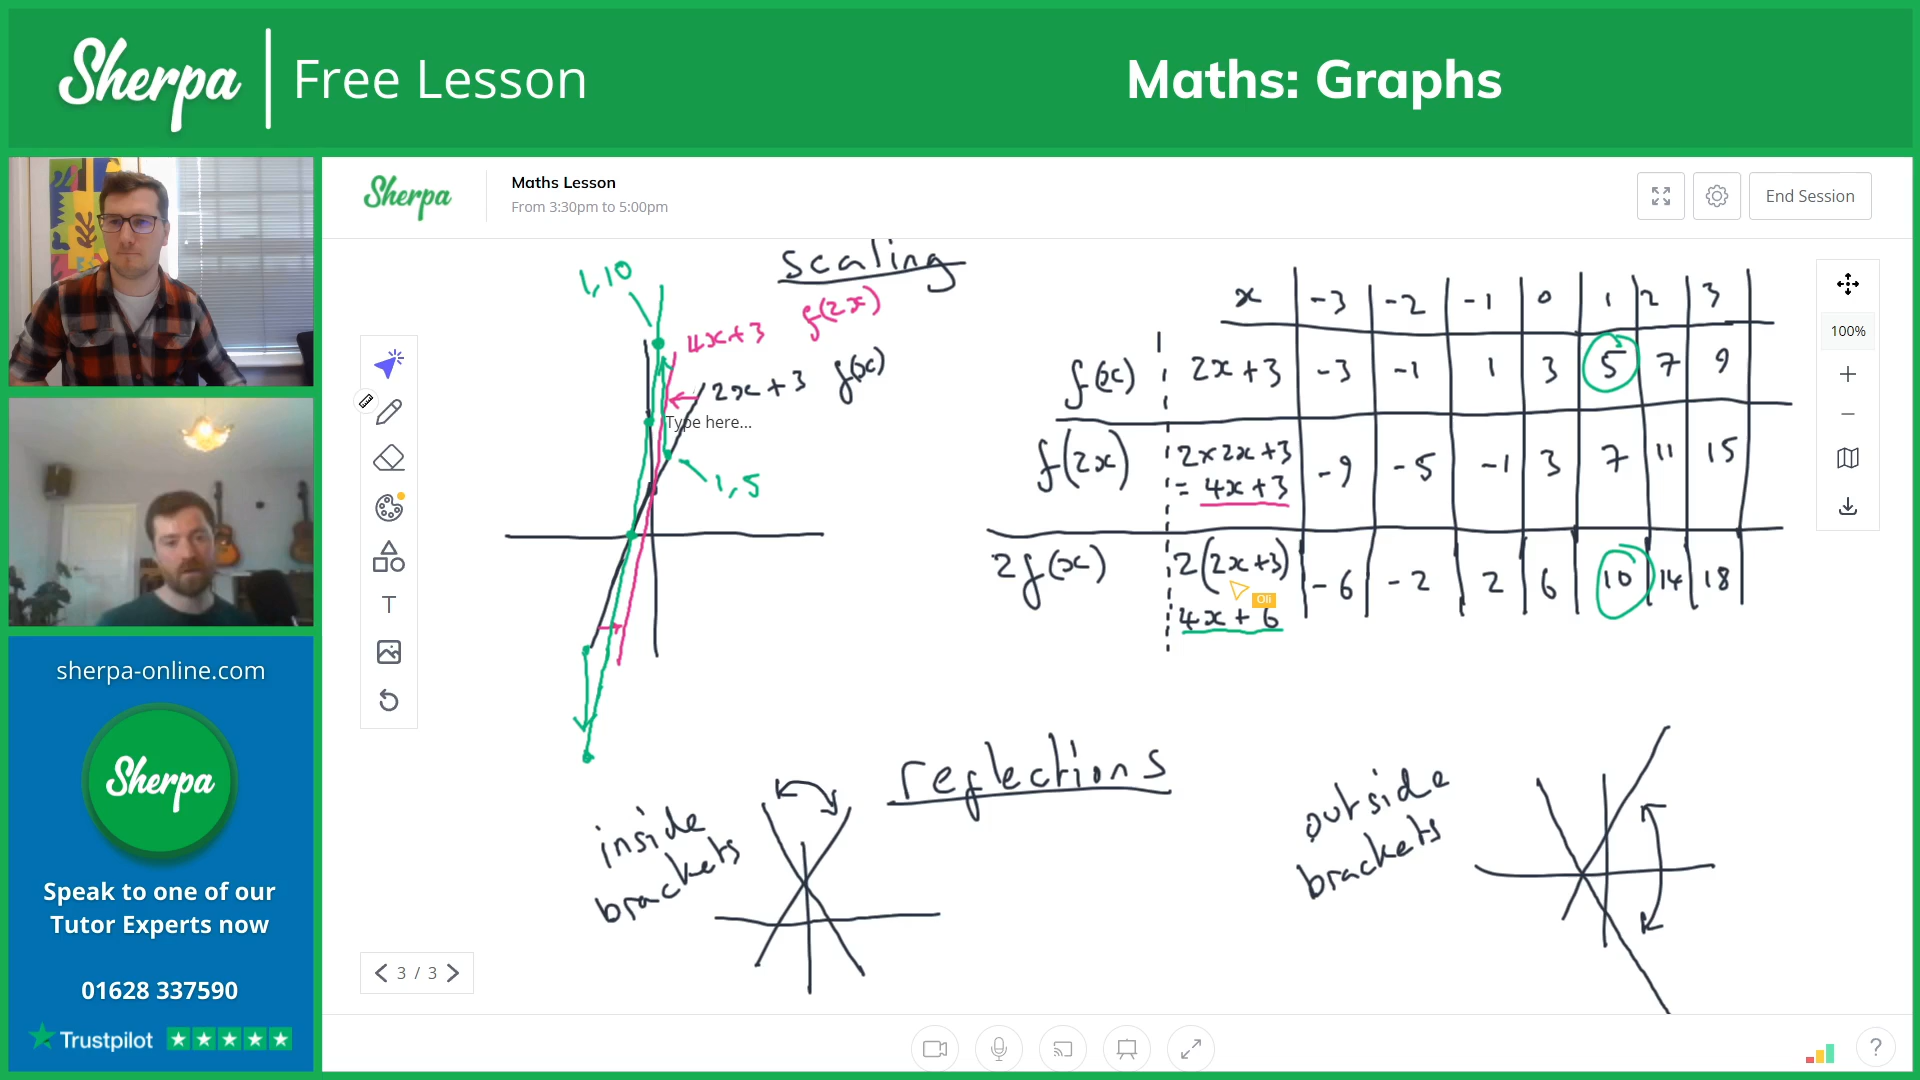 Sherpa | Free Lesson
Maths: Graphs
Sherpa
Maths Lesson
From 3:30pm to 5:00pm
End Session
scaling
1,10
4x+3 f(2x)
2x+3 f(x)
Type here...
1,5
x -3 -2 -1 0 1 2 3
f(x) 2x+3 -3 -1 1 3 5 7 9
f(2x) 2×2x+3 -9 -5 -1 3 7 11 15
= 4x+3
2f(x) 2(2x+3) -6 -2 2 6 10 14 18
Oli
4x+6
100%
T
reflections
inside
brackets
outside
brackets
3 / 3
?
sherpa-online.com
Sherpa
Speak to one of our
Tutor Experts now
01628 337590
Trustpilot